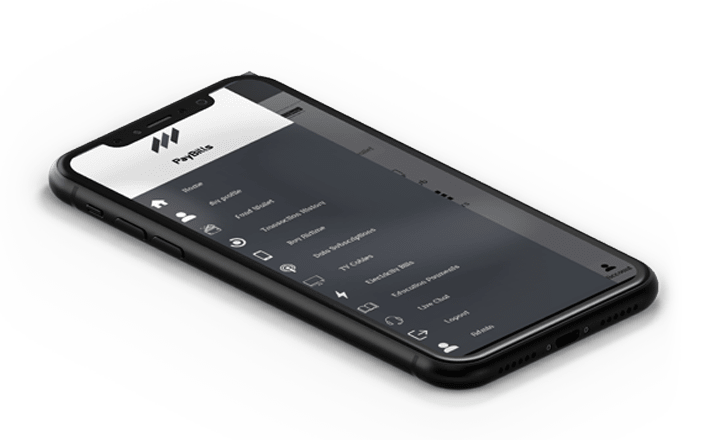 PayBills
Home
My profile
Fund Wallet
Transaction History
Buy Airtime
Data Subscriptions
TV Cables
Electricity Bills
Education Payments
Live Chat
Logout